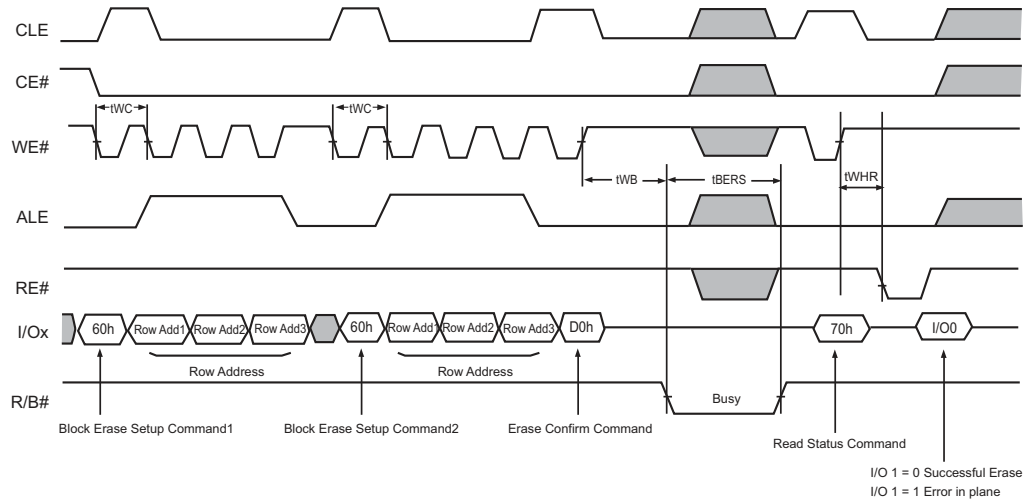 CLE
CE#
tWC
tWC
WE#
tWB
tBERS
tWHR
ALE
RE#
I/Ox
60h
Row Add1
Row Add2
Row Add3
60h
Row Add1
Row Add2
Row Add3
D0h
70h
I/O0
Row Address
Row Address
R/B#
Busy
Block Erase Setup Command1
Block Erase Setup Command2
Erase Confirm Command
Read Status Command
I/O 1 = 0 Successful Erase
I/O 1 = 1 Error in plane